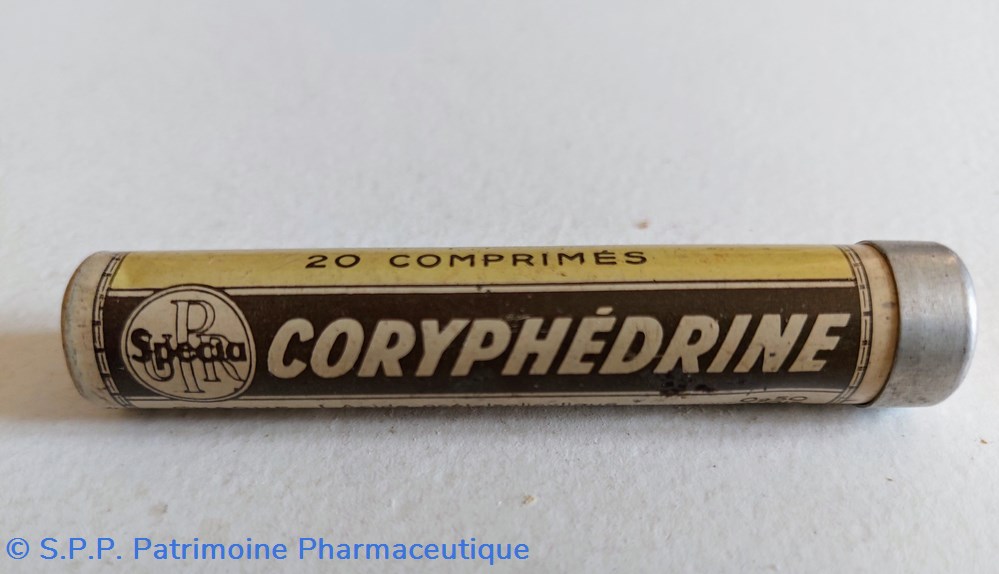 20 COMPRIMÉS
Specia
CORYPHÉDRINE
© S.P.P. Patrimoine Pharmaceutique